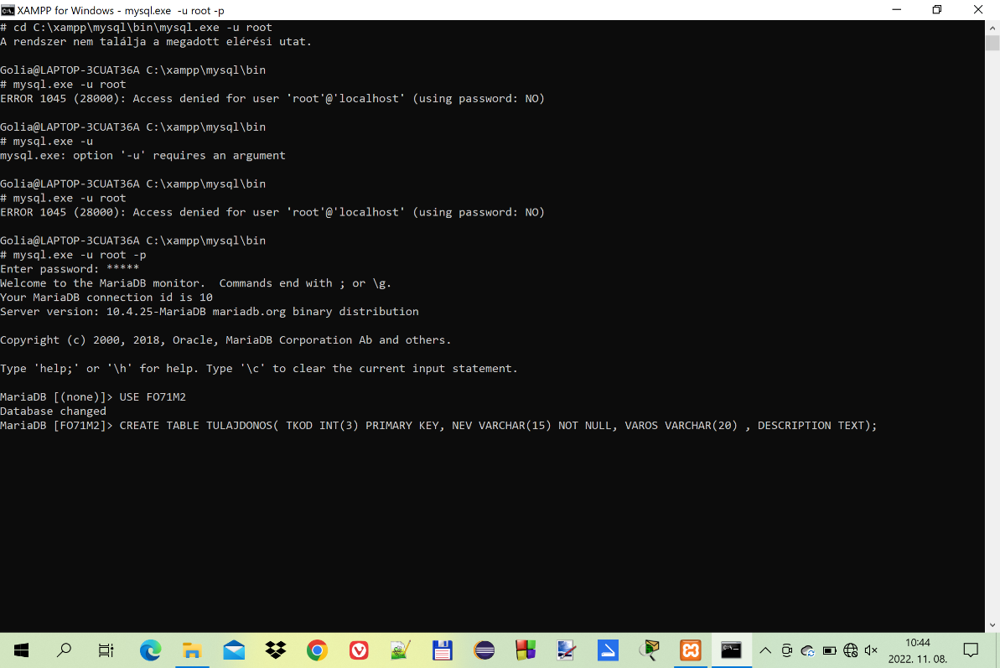 XAMPP for Windows - mysql.exe  -u root -p
# cd C:\xampp\mysql\bin\mysql.exe -u root
A rendszer nem találja a megadott elérési utat.
Golia@LAPTOP-3CUAT36A C:\xampp\mysql\bin
# mysql.exe -u root
ERROR 1045 (28000): Access denied for user 'root'@'localhost' (using password: NO)
Golia@LAPTOP-3CUAT36A C:\xampp\mysql\bin
# mysql.exe -u
mysql.exe: option '-u' requires an argument
Golia@LAPTOP-3CUAT36A C:\xampp\mysql\bin
# mysql.exe -u root
ERROR 1045 (28000): Access denied for user 'root'@'localhost' (using password: NO)
Golia@LAPTOP-3CUAT36A C:\xampp\mysql\bin
# mysql.exe -u root -p
Enter password: *****
Welcome to the MariaDB monitor.  Commands end with ; or \g.
Your MariaDB connection id is 10
Server version: 10.4.25-MariaDB mariadb.org binary distribution
Copyright (c) 2000, 2018, Oracle, MariaDB Corporation Ab and others.
Type 'help;' or '\h' for help. Type '\c' to clear the current input statement.
MariaDB [(none)]> USE FO71M2
Database changed
MariaDB [FO71M2]> CREATE TABLE TULAJDONOS( TKOD INT(3) PRIMARY KEY, NEV VARCHAR(15) NOT NULL, VAROS VARCHAR(20) , DESCRIPTION TEXT);
10:44
2022. 11. 08.